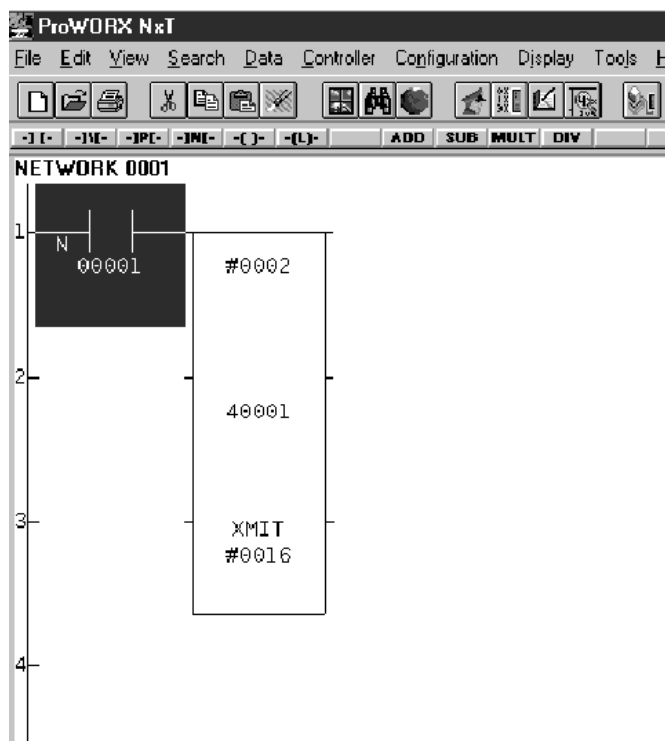 ProWORX NxT
File Edit View Search Data Controller Configuration Display Tools H
-] [- -]\[- -]P[- -]N[- -( )- -(L)- ADD SUB MULT DIV
NETWORK 0001
1
N
00001 #0002
2
40001
3
XMIT
#0016
4